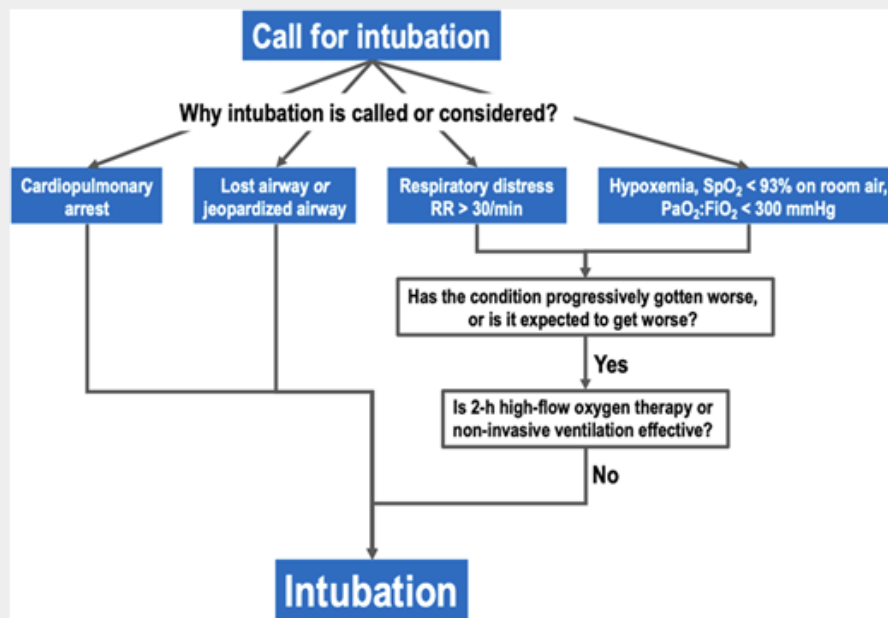 Call for intubation
Why intubation is called or considered?
Cardiopulmonary
arrest
Lost airway or
jeopardized airway
Respiratory distress
RR > 30/min
Hypoxemia, SpO₂ < 93% on room air,
PaO₂:FiO₂ < 300 mmHg
Has the condition progressively gotten worse,
or is it expected to get worse?
Yes
Is 2-h high-flow oxygen therapy or
non-invasive ventilation effective?
No
Intubation